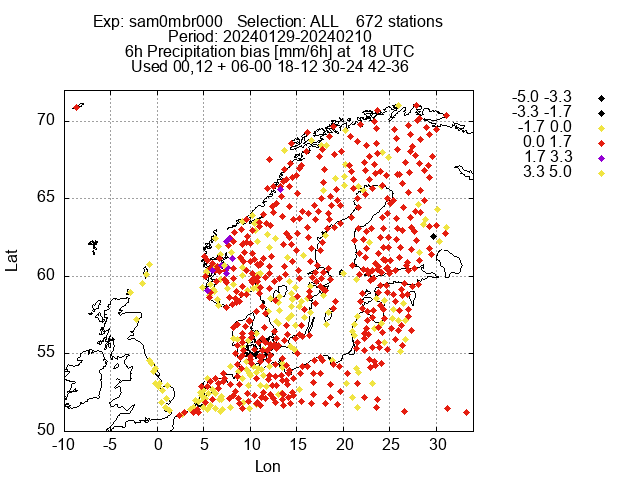 Exp: sam0mbr000   Selection: ALL    672 stations
Period: 20240129-20240210
6h Precipitation bias [mm/6h] at  18 UTC
Used 00,12 + 06-00 18-12 30-24 42-36
-5.0 -3.3
-3.3 -1.7
-1.7 0.0
0.0 1.7
1.7 3.3
3.3 5.0
70
65
60
55
50
Lat
-10 -5 0 5 10 15 20 25 30
Lon